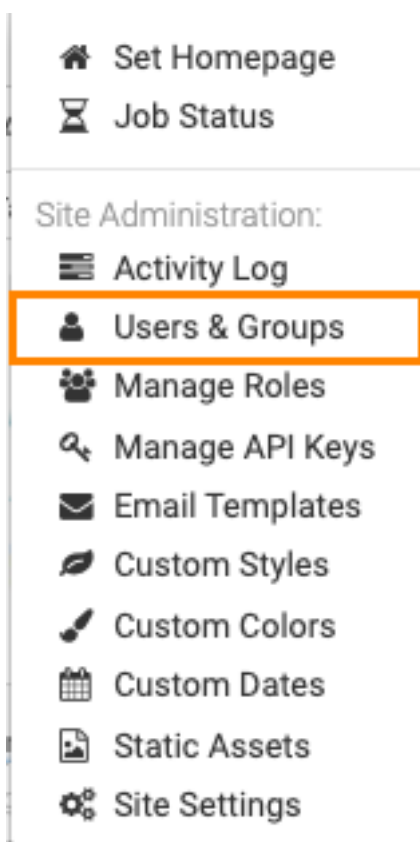 Set Homepage
Job Status
Site Administration:
Activity Log
Users & Groups
Manage Roles
Manage API Keys
Email Templates
Custom Styles
Custom Colors
Custom Dates
Static Assets
Site Settings